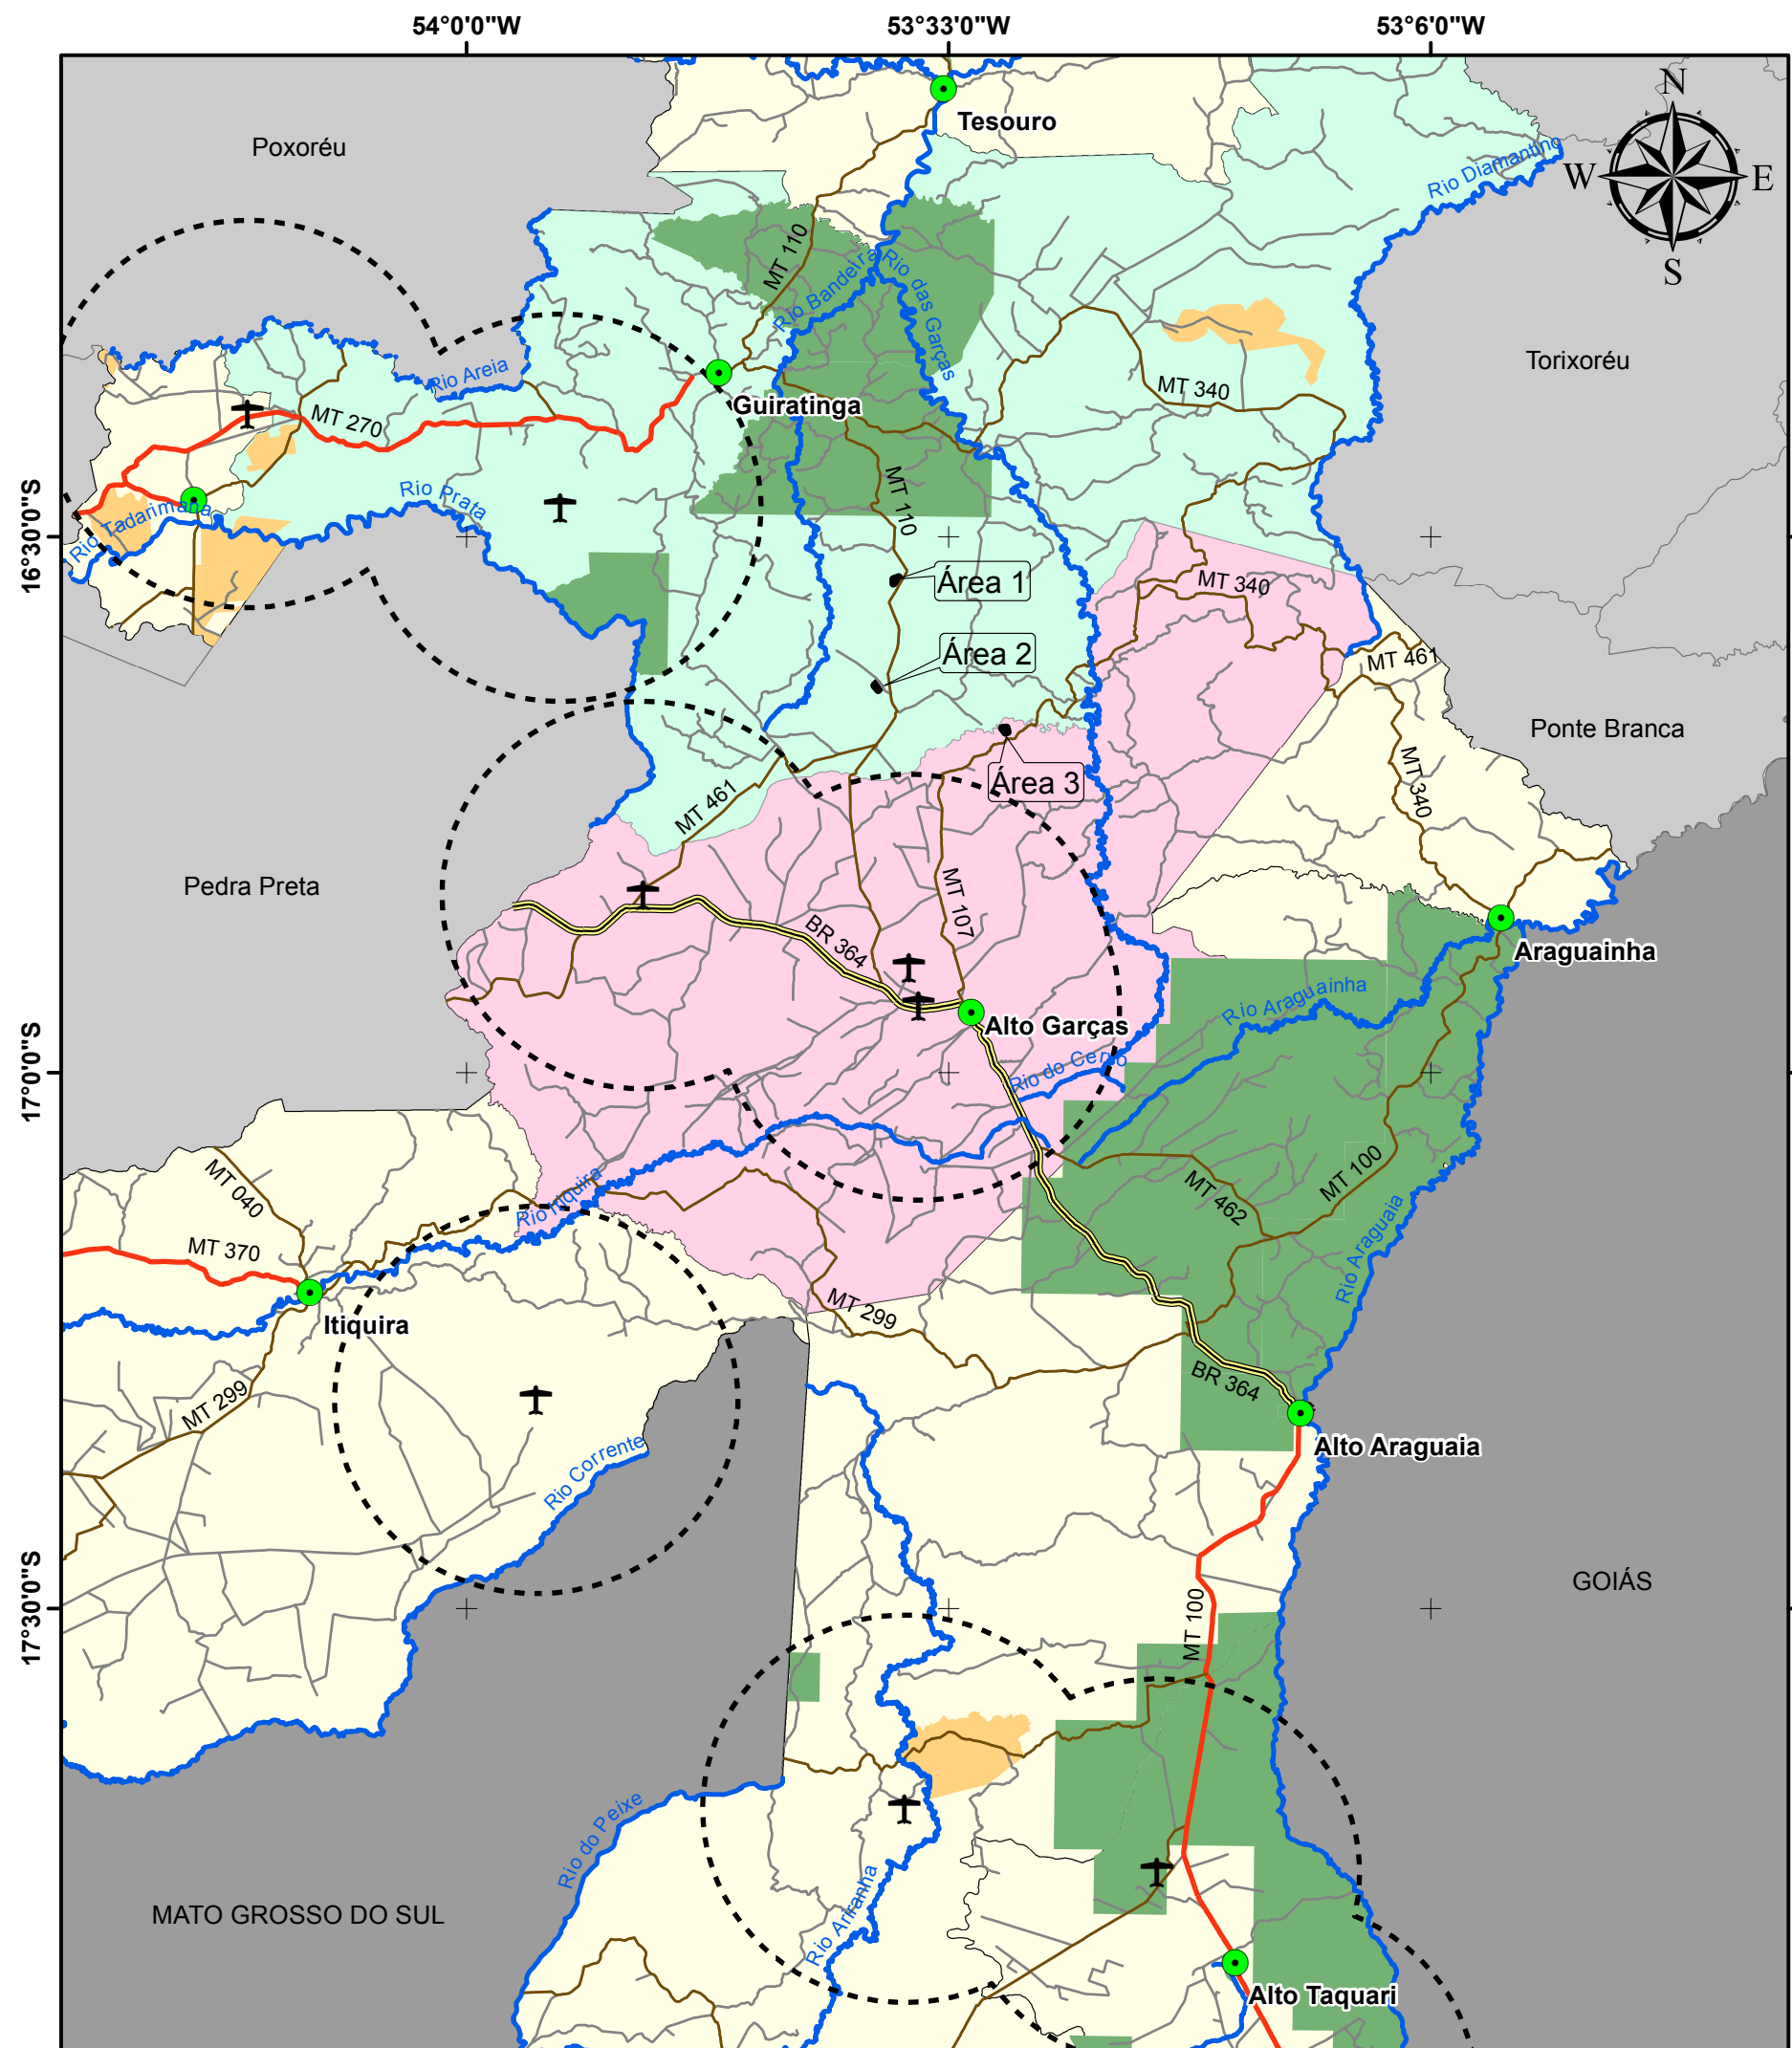 54°0'0"W
53°33'0"W
53°6'0"W
N
W
E
S
Tesouro
Poxoréu
Rio Diamantino
MT 110
Rio Bandeira
Rio das Garças
Torixoréu
Rio Areia
MT 340
Guiratinga
MT 270
Rio Prata
Rio Tadarimana
MT 110
16°30'0"S
Área 1
MT 340
Área 2
MT 461
Ponte Branca
Área 3
MT 340
MT 461
Pedra Preta
MT 107
BR 364
Araguainha
Rio Araguainha
Alto Garças
Rio do Cervo
17°0'0"S
MT 040
MT 462
MT 100
Rio Itiquira
MT 370
Rio Araguaia
Itiquira
MT 299
MT 299
BR 364
Alto Araguaia
Rio Corrente
GOIÁS
17°30'0"S
MT 100
Rio do Peixe
Rio Ariranha
MATO GROSSO DO SUL
Alto Taquari